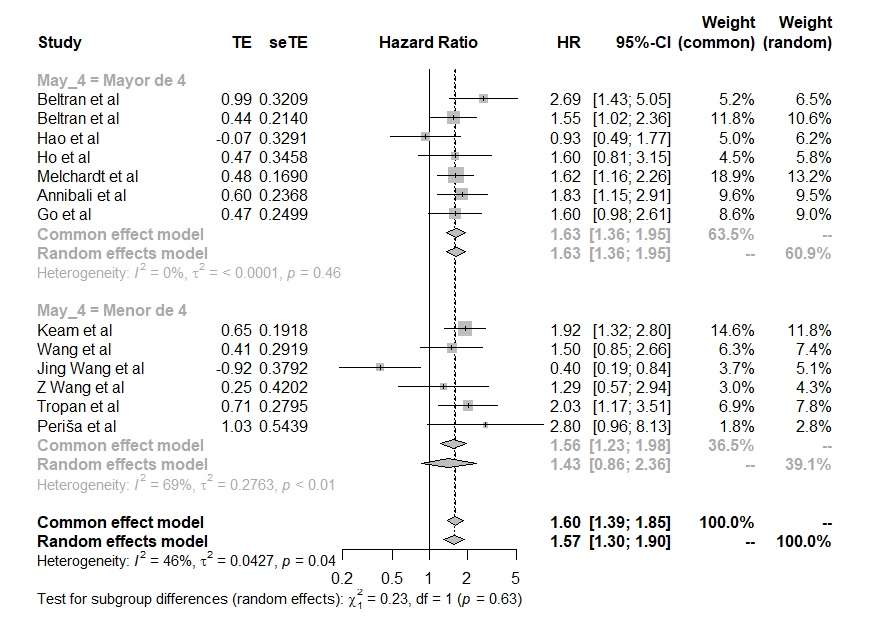 Weight Weight
Study TE seTE Hazard Ratio HR 95%-CI (common) (random)
May_4 = Mayor de 4
Beltran et al 0.99 0.3209 2.69 [1.43; 5.05] 5.2% 6.5%
Beltran et al 0.44 0.2140 1.55 [1.02; 2.36] 11.8% 10.6%
Hao et al -0.07 0.3291 0.93 [0.49; 1.77] 5.0% 6.2%
Ho et al 0.47 0.3458 1.60 [0.81; 3.15] 4.5% 5.8%
Melchardt et al 0.48 0.1690 1.62 [1.16; 2.26] 18.9% 13.2%
Annibali et al 0.60 0.2368 1.83 [1.15; 2.91] 9.6% 9.5%
Go et al 0.47 0.2499 1.60 [0.98; 2.61] 8.6% 9.0%
Common effect model 1.63 [1.36; 1.95] 63.5% --
Random effects model 1.63 [1.36; 1.95] -- 60.9%
Heterogeneity: I² = 0%, τ² = < 0.0001, p = 0.46
May_4 = Menor de 4
Keam et al 0.65 0.1918 1.92 [1.32; 2.80] 14.6% 11.8%
Wang et al 0.41 0.2919 1.50 [0.85; 2.66] 6.3% 7.4%
Jing Wang et al -0.92 0.3792 0.40 [0.19; 0.84] 3.7% 5.1%
Z Wang et al 0.25 0.4202 1.29 [0.57; 2.94] 3.0% 4.3%
Tropan et al 0.71 0.2795 2.03 [1.17; 3.51] 6.9% 7.8%
Periša et al 1.03 0.5439 2.80 [0.96; 8.13] 1.8% 2.8%
Common effect model 1.56 [1.23; 1.98] 36.5% --
Random effects model 1.43 [0.86; 2.36] -- 39.1%
Heterogeneity: I² = 69%, τ² = 0.2763, p < 0.01
Common effect model 1.60 [1.39; 1.85] 100.0% --
Random effects model 1.57 [1.30; 1.90] -- 100.0%
Heterogeneity: I² = 46%, τ² = 0.0427, p = 0.04
0.2 0.5 1 2 5
Test for subgroup differences (random effects): χ₁² = 0.23, df = 1 (p = 0.63)